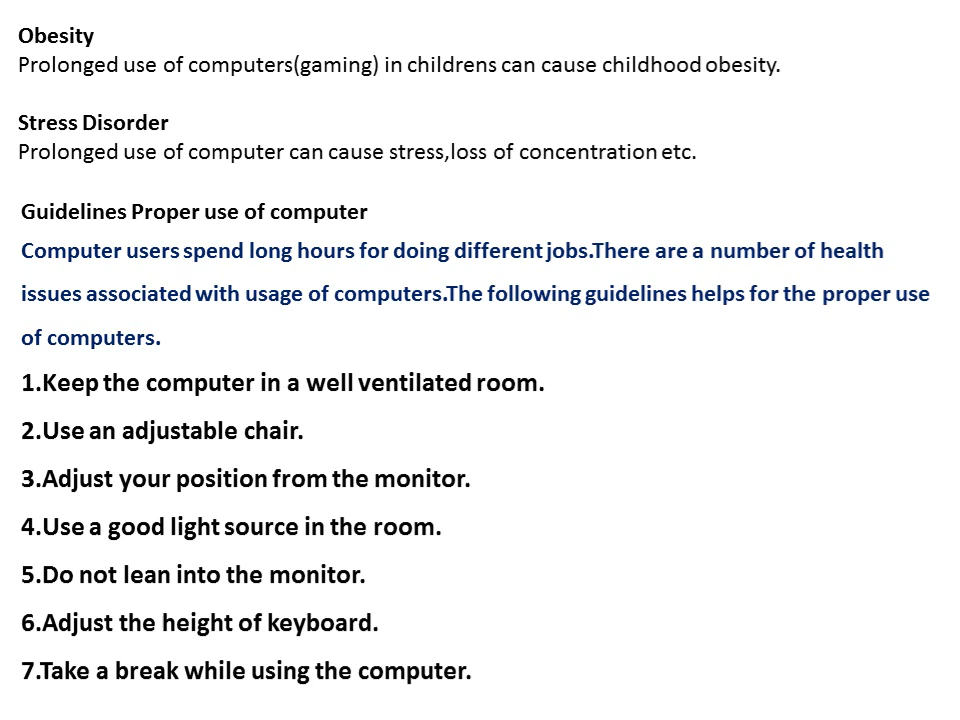 Obesity
Prolonged use of computers(gaming) in childrens can cause childhood obesity.
Stress Disorder
Prolonged use of computer can cause stress,loss of concentration etc.
Guidelines Proper use of computer
Computer users spend long hours for doing different jobs.There are a number of health
issues associated with usage of computers.The following guidelines helps for the proper use
of computers.
1.Keep the computer in a well ventilated room.
2.Use an adjustable chair.
3.Adjust your position from the monitor.
4.Use a good light source in the room.
5.Do not lean into the monitor.
6.Adjust the height of keyboard.
7.Take a break while using the computer.